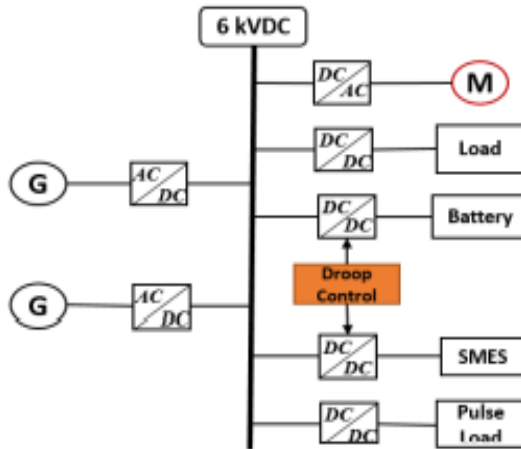 6 kVDC
DC
AC
M
DC
DC
Load
G
AC
DC
DC
DC
Battery
Droop
Control
G
AC
DC
DC
DC
SMES
DC
DC
Pulse
Load